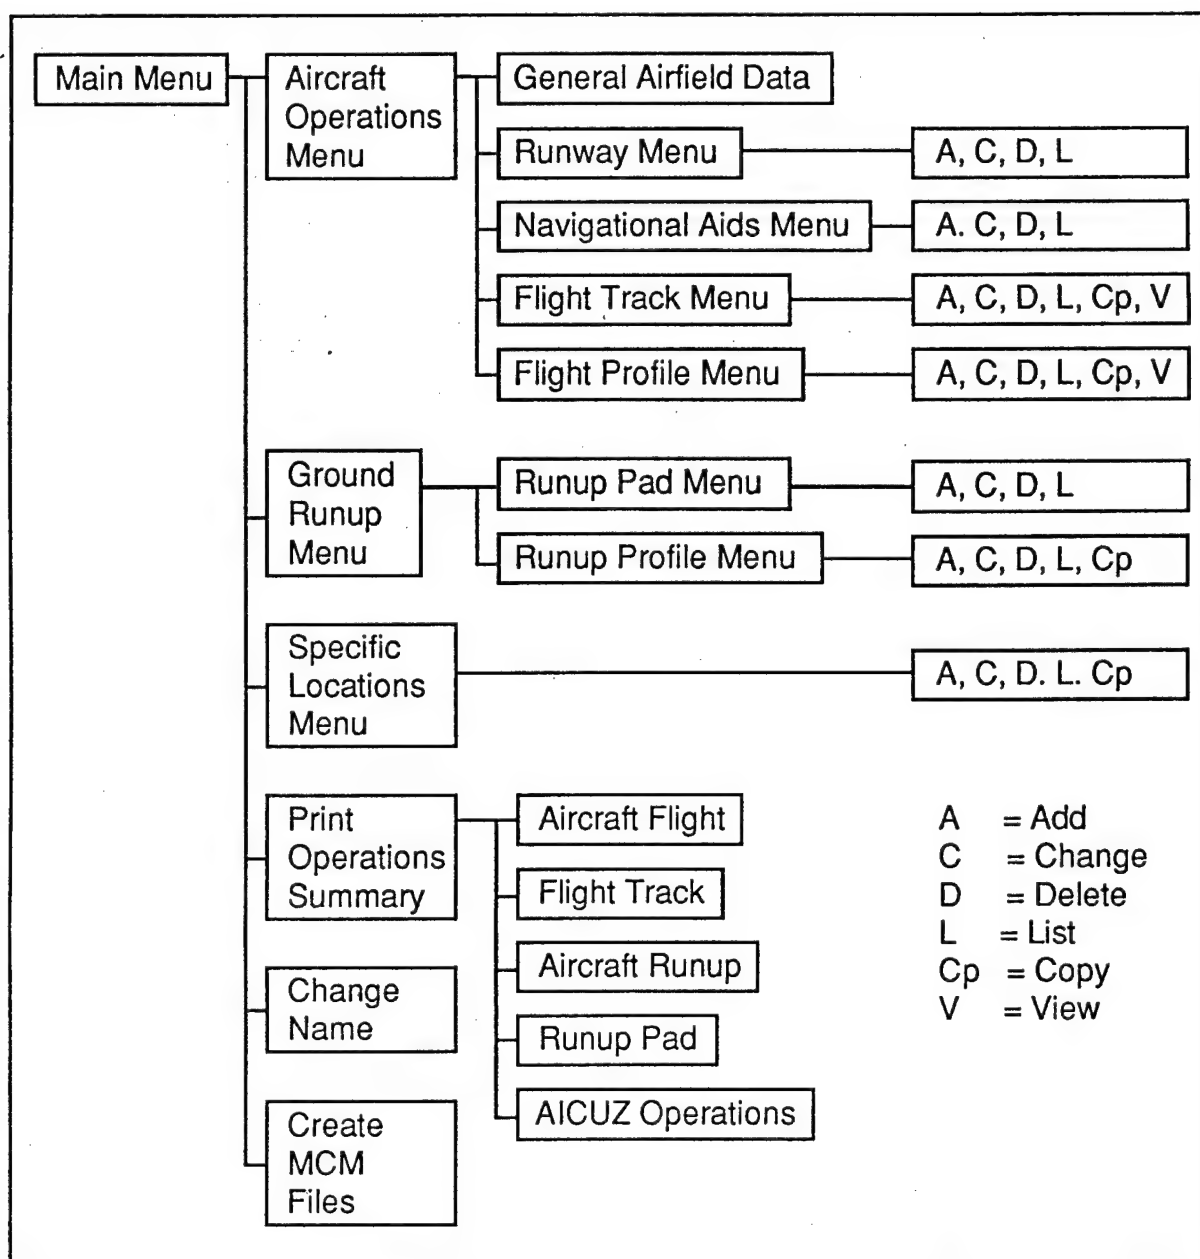 Main Menu
Aircraft
Operations
Menu
General Airfield Data
Runway Menu
A, C, D, L
Navigational Aids Menu
A. C, D, L
Flight Track Menu
A, C, D, L, Cp, V
Flight Profile Menu
A, C, D, L, Cp, V
Ground
Runup
Menu
Runup Pad Menu
A, C, D, L
Runup Profile Menu
A, C, D, L, Cp
Specific
Locations
Menu
A, C, D. L. Cp
Print
Operations
Summary
Aircraft Flight
Flight Track
Aircraft Runup
Runup Pad
AICUZ Operations
Change
Name
Create
MCM
Files
A = Add
C = Change
D = Delete
L = List
Cp = Copy
V = View